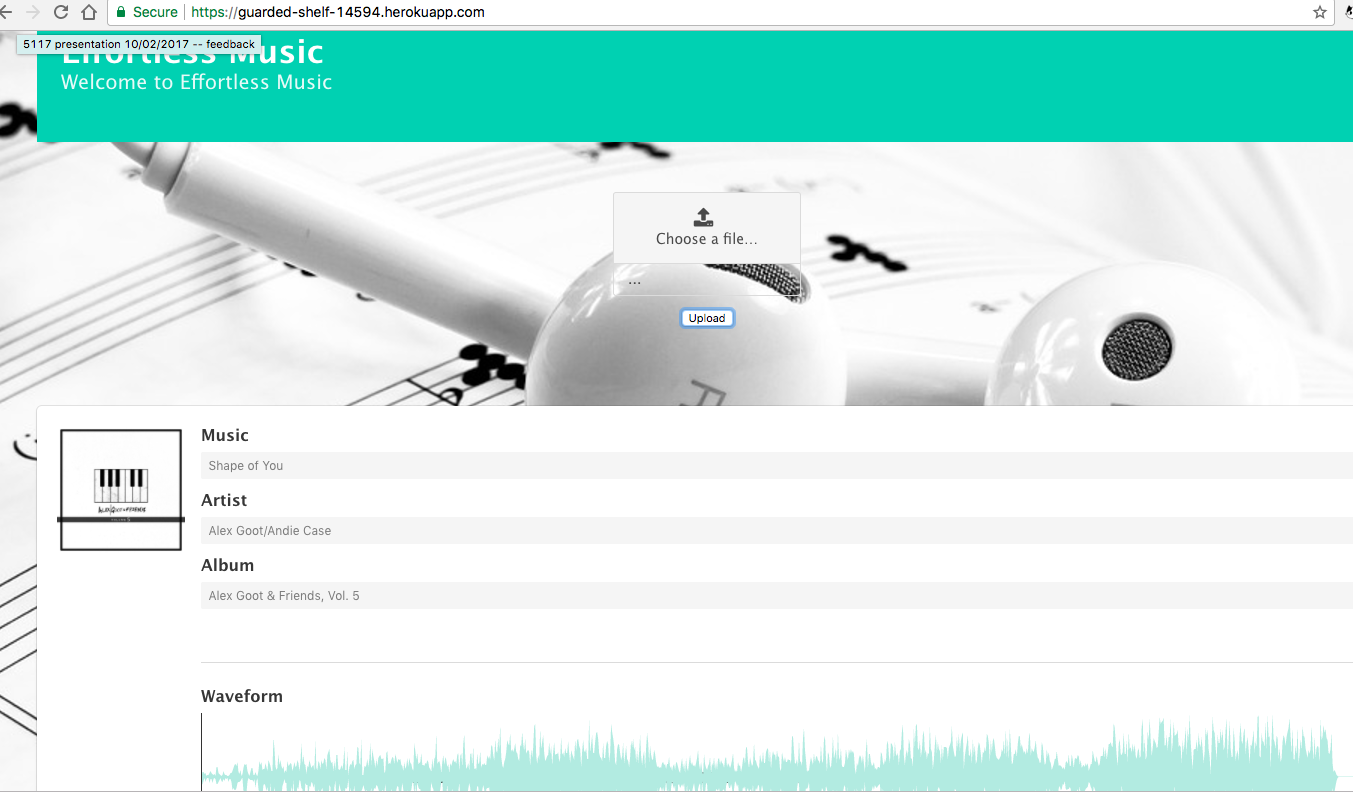 Secure https://guarded-shelf-14594.herokuapp.com
5117 presentation 10/02/2017 -- feedback
Effortless Music
Welcome to Effortless Music
Choose a file…
...
Upload
Music
Shape of You
Artist
Alex Goot/Andie Case
Album
Alex Goot & Friends, Vol. 5
ALEX GOOT & FRIENDS
Waveform